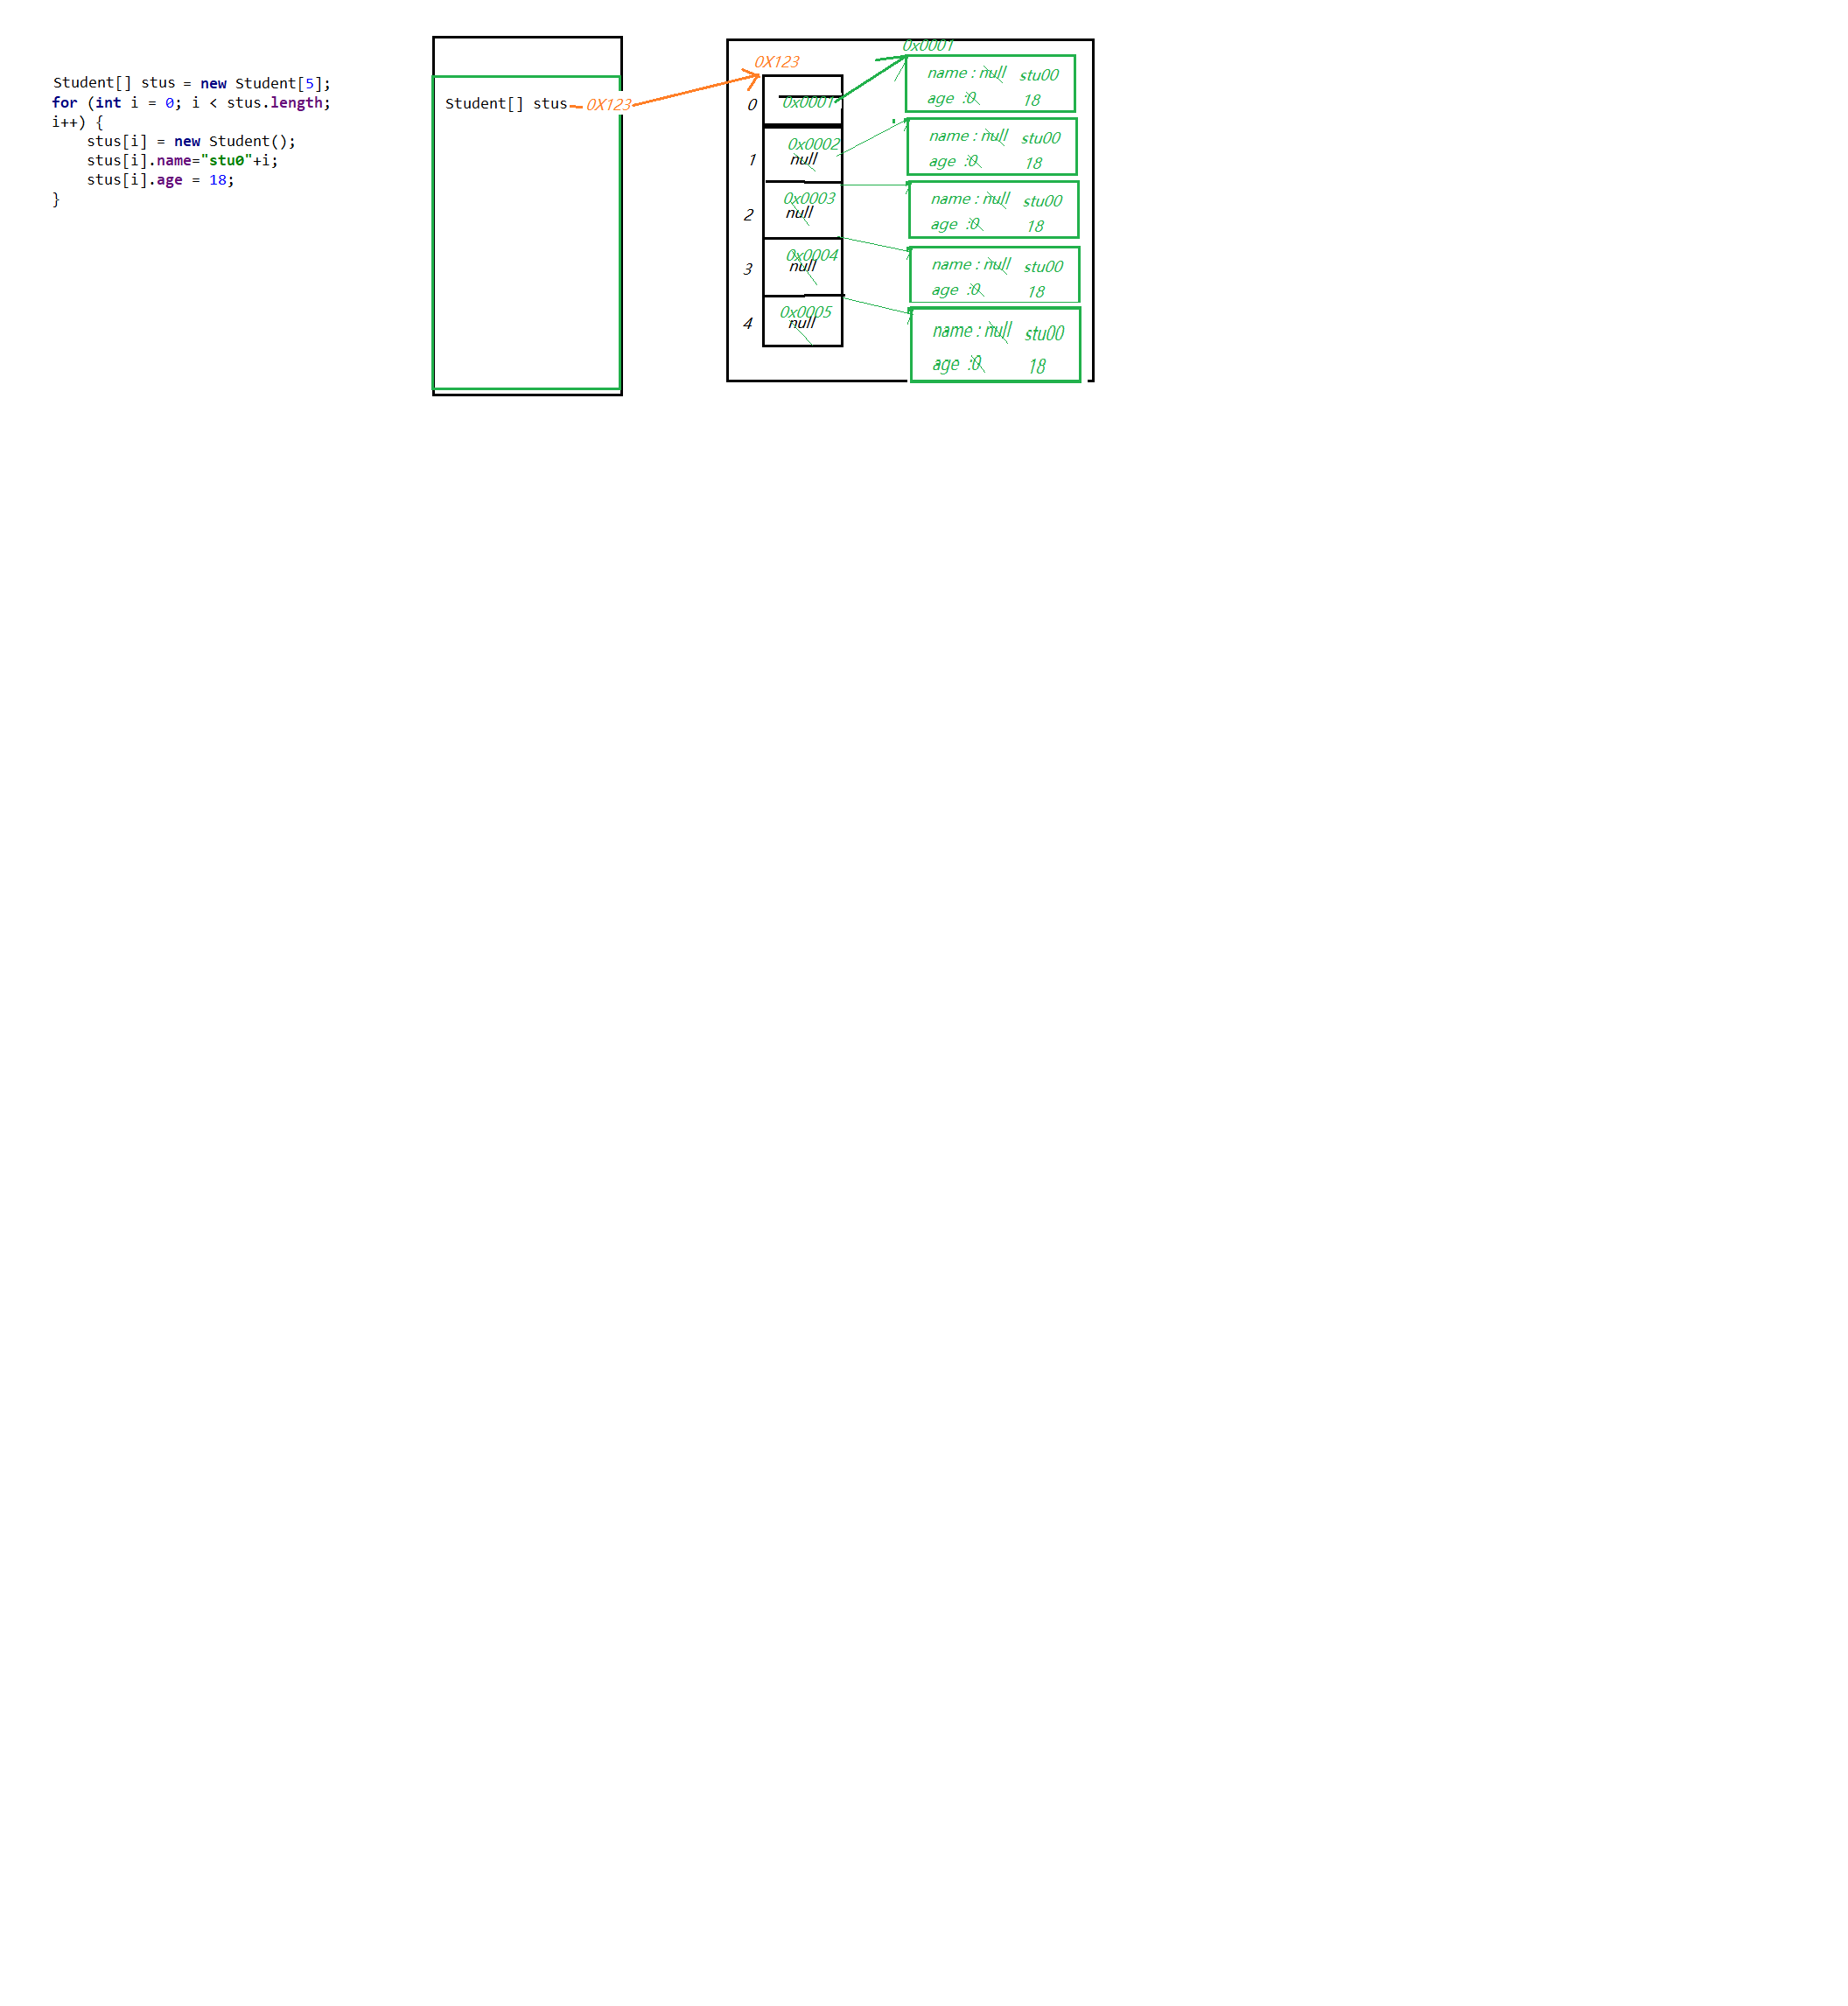 Student[] stus = new Student[5];
for (int i = 0; i < stus.length;
i++) {
stus[i] = new Student();
stus[i].name="stu0"+i;
stus[i].age = 18;
}
Student[] stus 0X123
0X123
0 0x0001
1 0x0002
null
2 0x0003
null
3 0x0004
null
4 0x0005
null
0x0001
name : null stu00
age :0 18
name : null stu00
age :0 18
name : null stu00
age :0 18
name : null stu00
age :0 18
name : null stu00
age :0 18